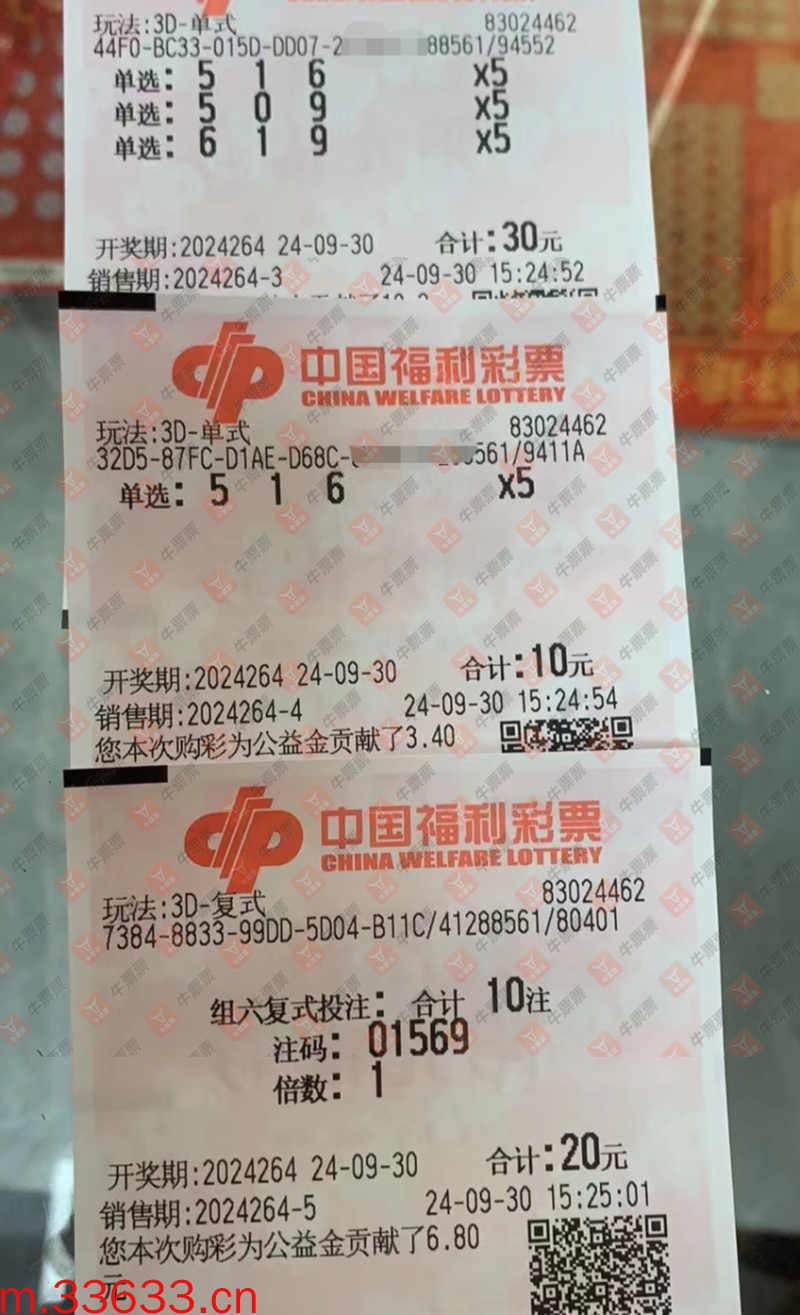 玩法:3D-单式 83024462
44F0-BC33-015D-DD07-2 88561/94552
单选: 5 1 6 x5
单选: 5 0 9 x5
单选: 6 1 9 x5
开奖期:2024264 24-09-30 合计:30元
销售期:2024264-3 24-09-30 15:24:52
中国福利彩票
CHINA WELFARE LOTTERY
玩法:3D-单式 83024462
32D5-87FC-D1AE-D68C- 561/9411A
单选: 5 1 6 x5
开奖期:2024264 24-09-30 合计:10元
销售期:2024264-4 24-09-30 15:24:54
您本次购彩为公益金贡献了3.40
中国福利彩票
CHINA WELFARE LOTTERY
玩法:3D-复式 83024462
7384-8833-99DD-5D04-B11C/41288561/80401
组六复式投注: 合计 10注
注码: 01569
倍数: 1
开奖期:2024264 24-09-30 合计:20元
销售期:2024264-5 24-09-30 15:25:01
您本次购彩为公益金贡献了6.80
元
m.33633.cn
牛票票